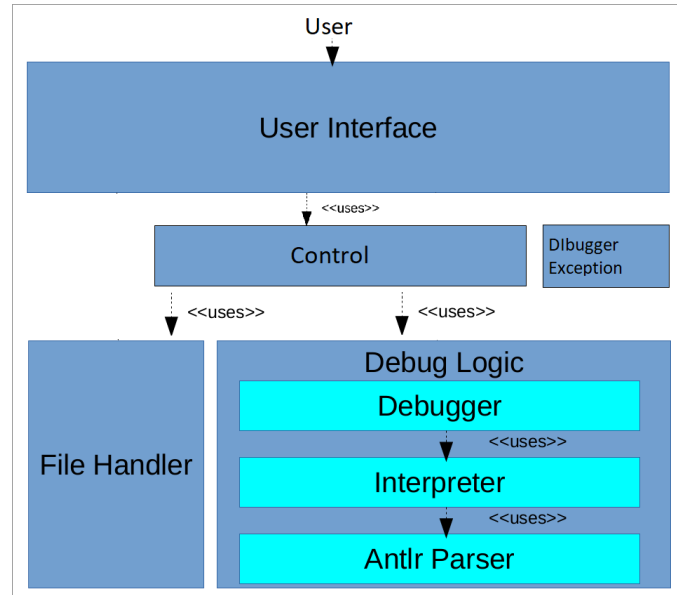 User
User Interface
<<uses>>
Control
DIbugger
Exception
<<uses>>
<<uses>>
File Handler
Debug Logic
Debugger
<<uses>>
Interpreter
<<uses>>
Antlr Parser